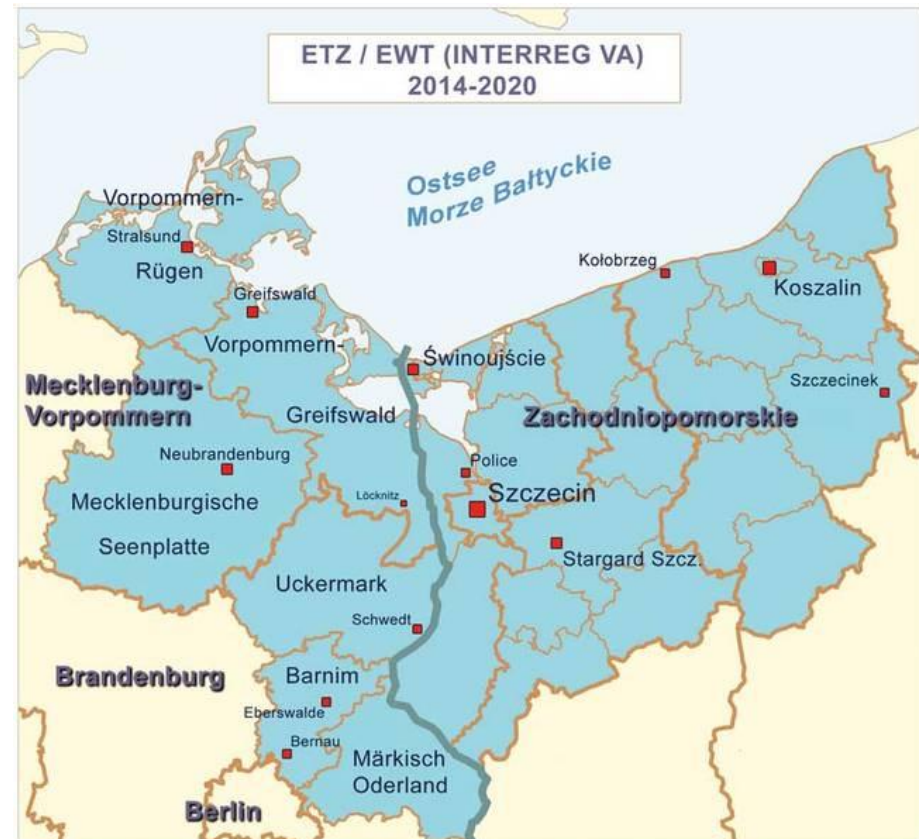 ETZ / EWT (INTERREG VA)
2014-2020
Ostsee
Morze Bałtyckie
Vorpommern-
Stralsund
Rügen
Greifswald
Vorpommern-
Greifswald
Kołobrzeg
Koszalin
Świnoujście
Szczecinek
Mecklenburg-
Vorpommern
Zachodniopomorskie
Neubrandenburg
Mecklenburgische
Seenplatte
Löcknitz
Police
Szczecin
Stargard Szcz.
Uckermark
Schwedt
Brandenburg
Barnim
Eberswalde
Bernau
Märkisch
Oderland
Berlin